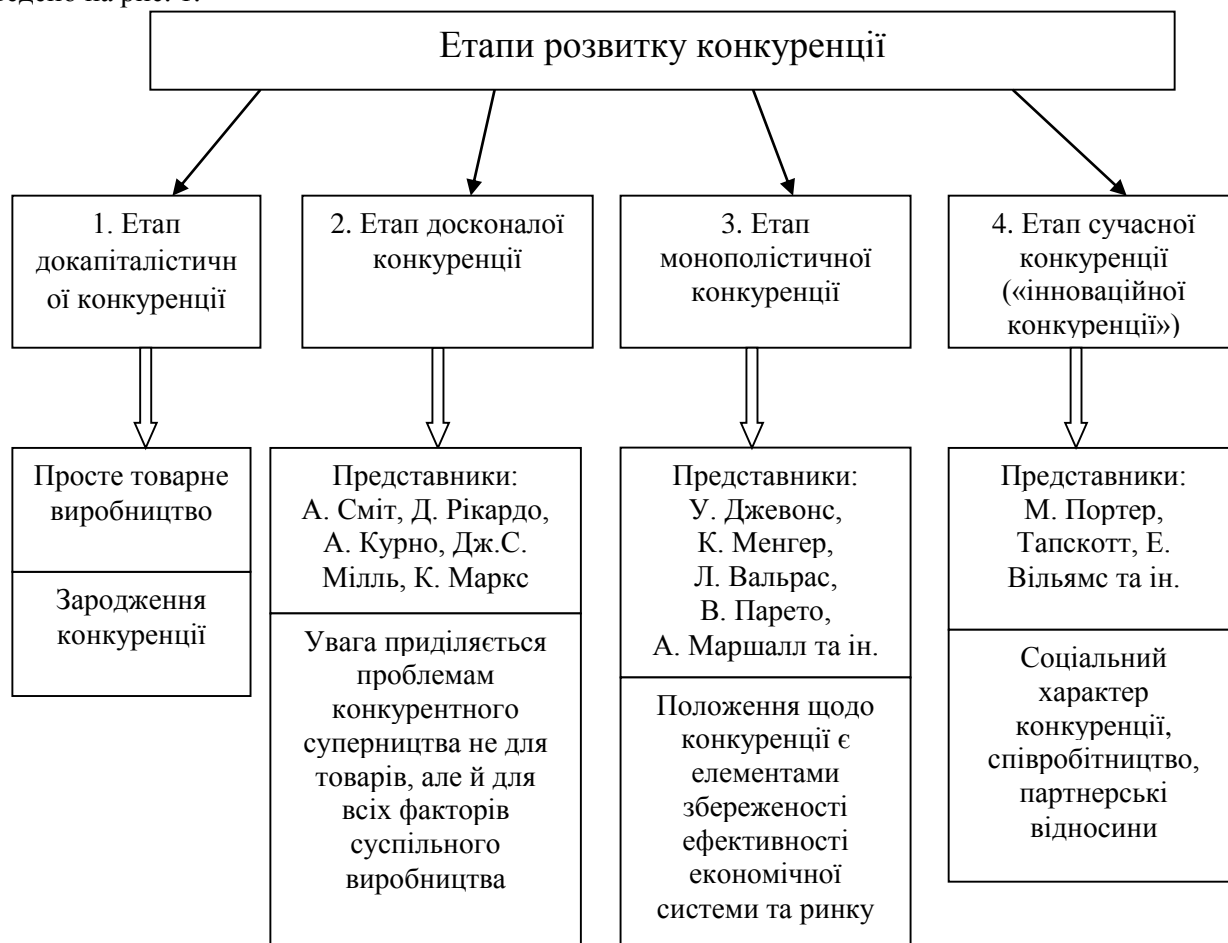 на рис. 1.
Етапи розвитку конкуренції
1. Етап
докапіталістичн
ої конкуренції
2. Етап досконалої
конкуренції
3. Етап
монополістичної
конкуренції
4. Етап сучасної
конкуренції
(«інноваційної
конкуренції»)
Просте товарне
виробництво
Зародження
конкуренції
Представники:
А. Сміт, Д. Рікардо,
А. Курно, Дж.С.
Мілль, К. Маркс
Увага приділяється
проблемам
конкурентного
суперництва не для
товарів, але й для
всіх факторів
суспільного
виробництва
Представники:
У. Джевонс,
К. Менгер,
Л. Вальрас,
В. Парето,
А. Маршалл та ін.
Положення щодо
конкуренції є
елементами
збереженості
ефективності
економічної
системи та ринку
Представники:
М. Портер,
Тапскотт, Е.
Вільямс та ін.
Соціальний
характер
конкуренції,
співробітництво,
партнерські
відносини